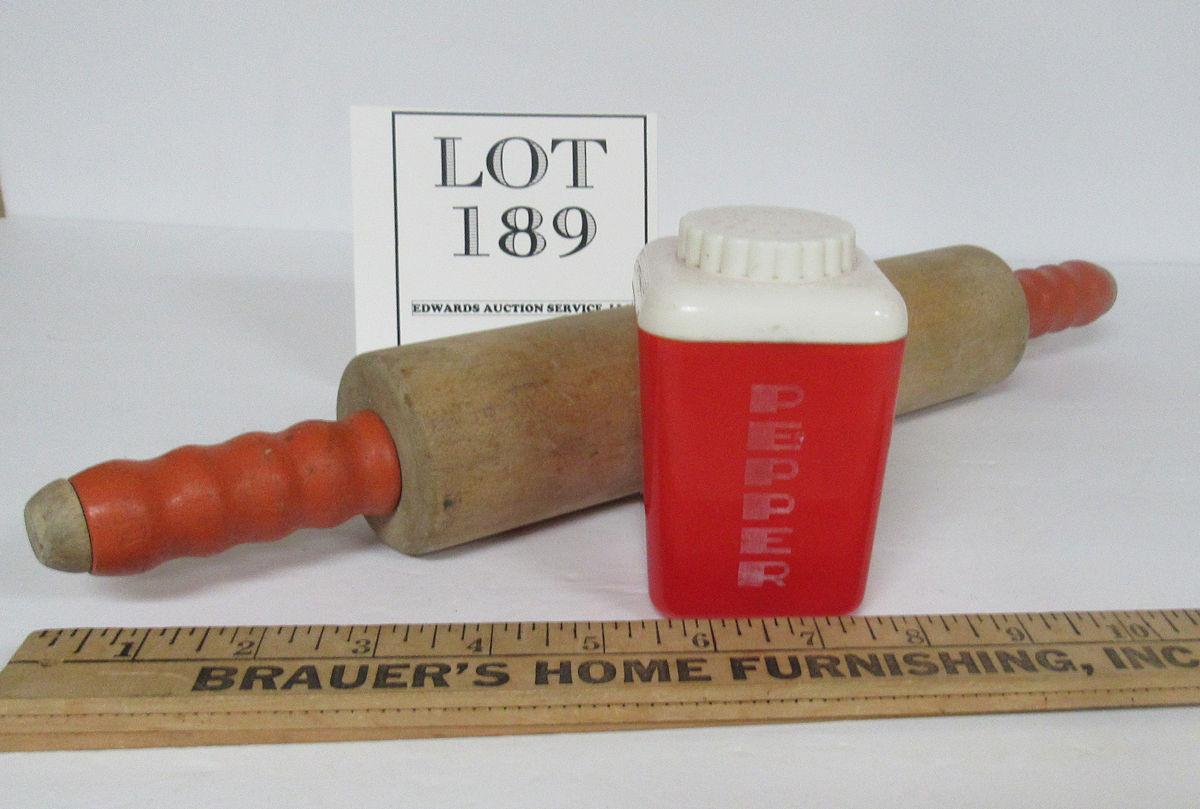 LOT
189
EDWARDS AUCTION SERVICE
PEPPER
1 2 3 4 5 6 7 8 9 10
BRAUER'S HOME FURNISHING, INC